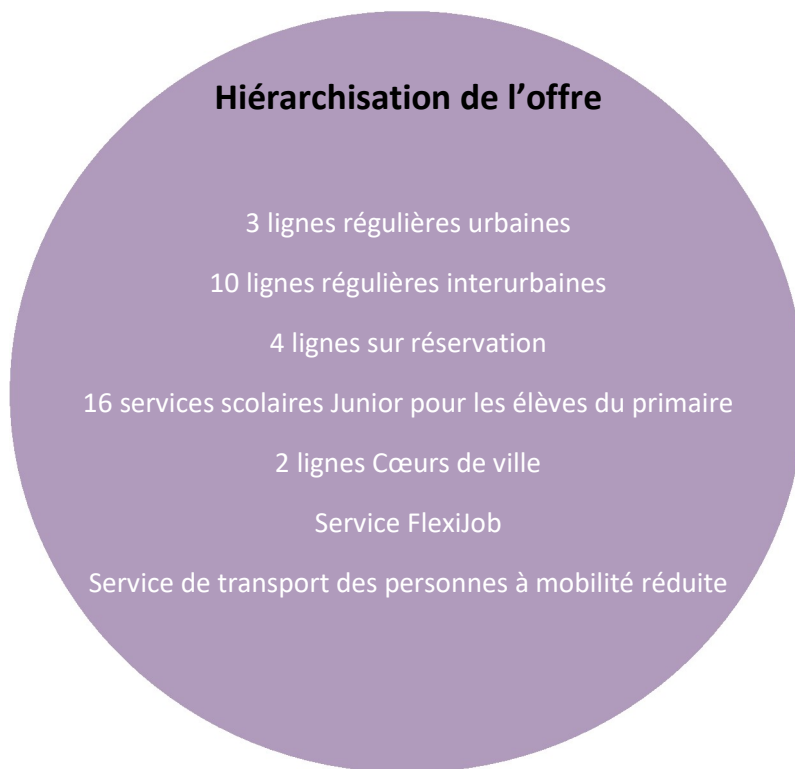 Hiérarchisation de l’offre
3 lignes régulières urbaines
10 lignes régulières interurbaines
4 lignes sur réservation
16 services scolaires Junior pour les élèves du primaire
2 lignes Cœurs de ville
Service FlexiJob
Service de transport des personnes à mobilité réduite